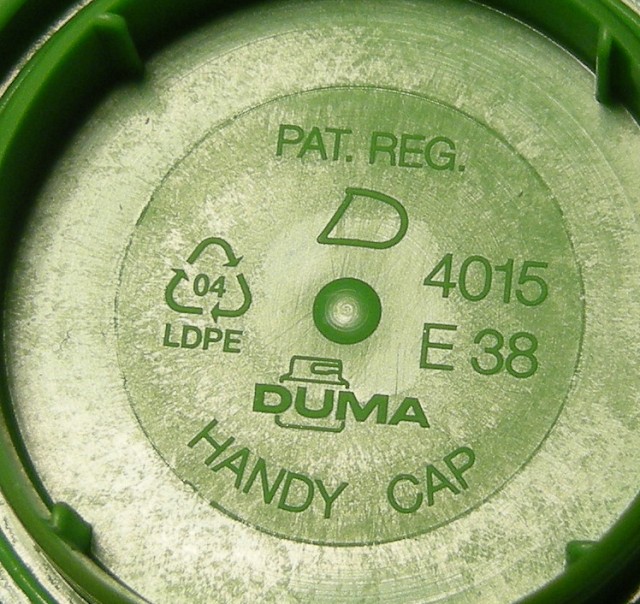 PAT. REG.
D
4015
04
LDPE
E 38
DUMA
HANDY CAP